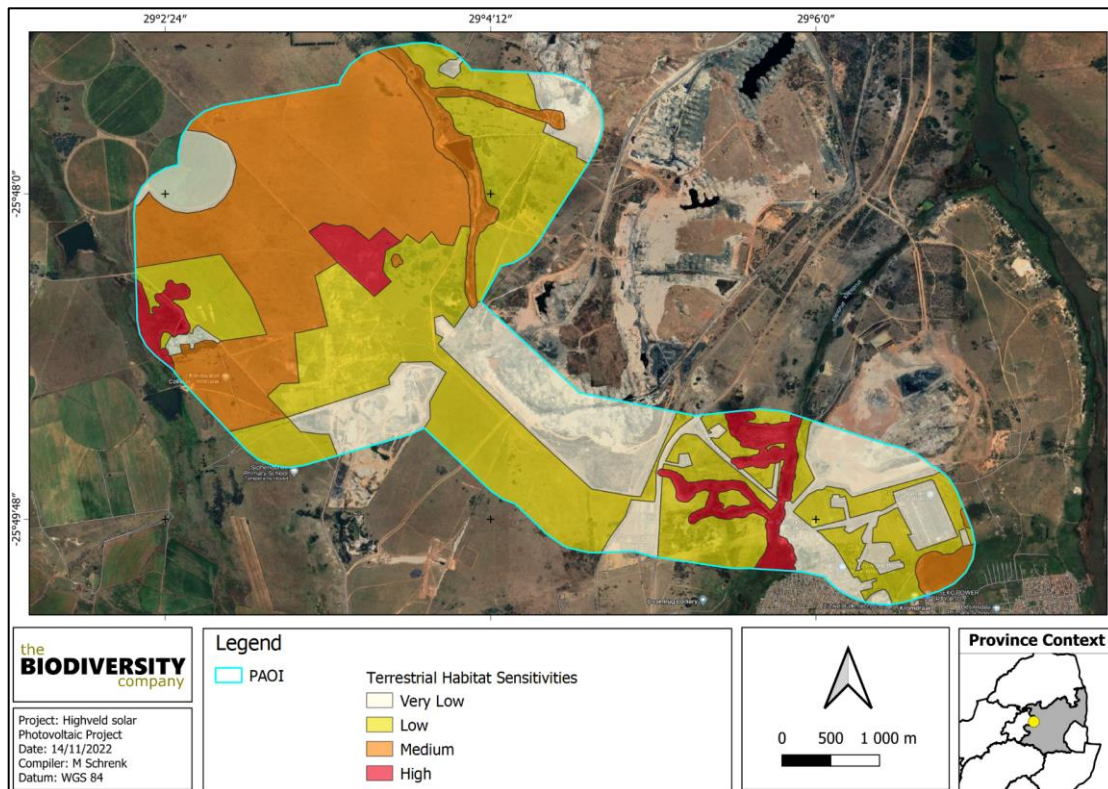 29°2′24″ 29°4′12″ 29°6′0″
-25°48′0″
-25°49′48″
Primary School
the
BIODIVERSITY
company
Project: Highveld solar
Photovoltaic Project
Date: 14/11/2022
Compiler: M Schrenk
Datum: WGS 84
Legend
PAOI
Terrestrial Habitat Sensitivities
Very Low
Low
Medium
High
0 500 1 000 m
Province Context